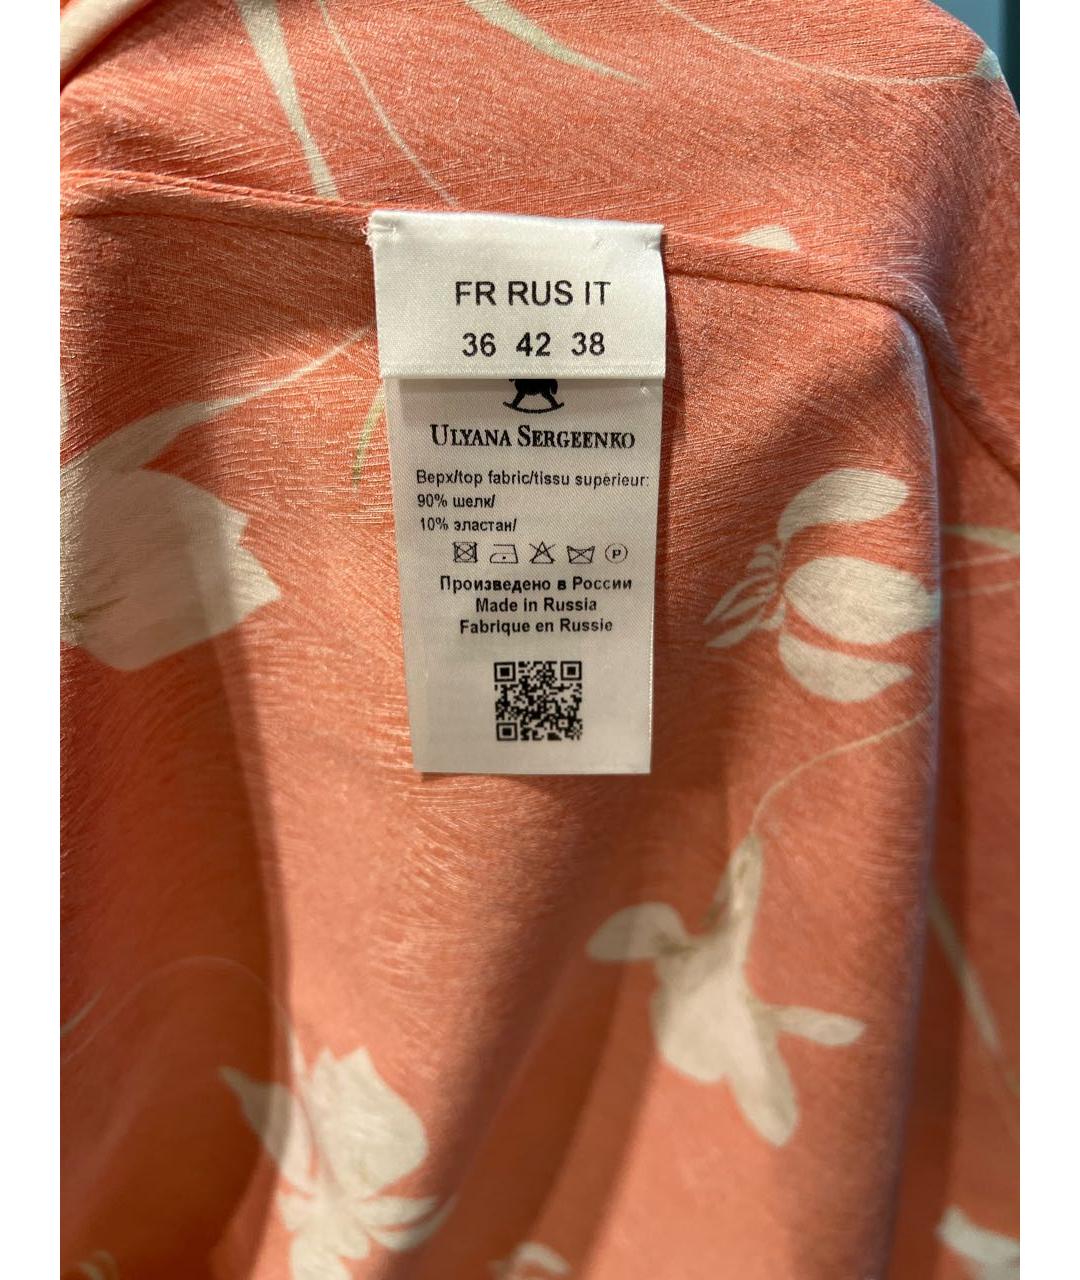 FR RUS IT
36 42 38
ULYANA SERGEENKO
Верх/top fabric/tissu supérieur:
90% шелк/
10% эластан/
P
Произведено в России
Made in Russia
Fabrique en Russie